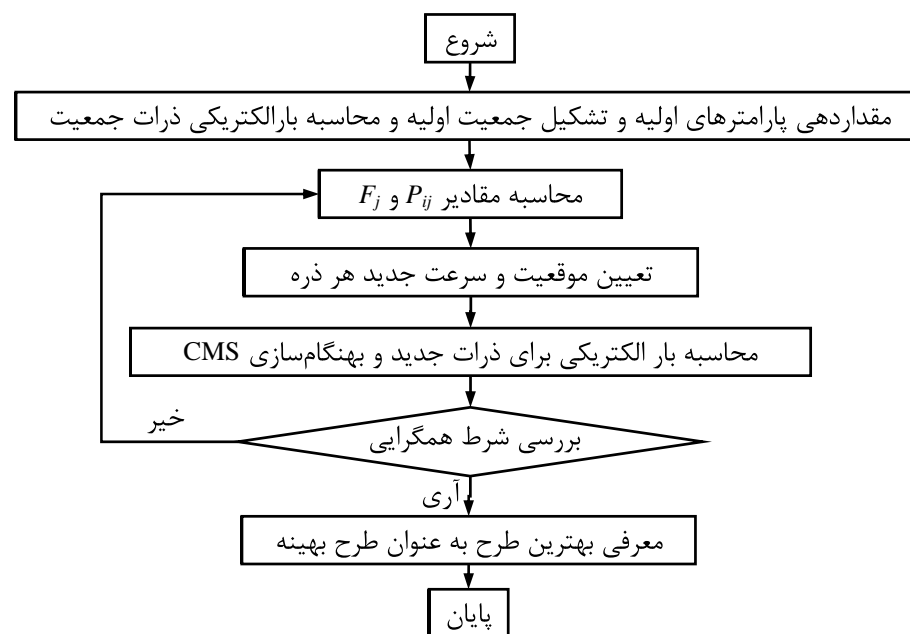 شروع
مقداردهی پارامترهای اولیه و تشکیل جمعیت اولیه و محاسبه بارالکتریکی ذرات جمعیت
محاسبه مقادیر Pij و Fj
تعیین موقعیت و سرعت جدید هر ذره
محاسبه بار الکتریکی برای ذرات جدید و بهنگام‌سازی CMS
بررسی شرط همگرایی
خیر
آری
معرفی بهترین طرح به عنوان طرح بهینه
پایان